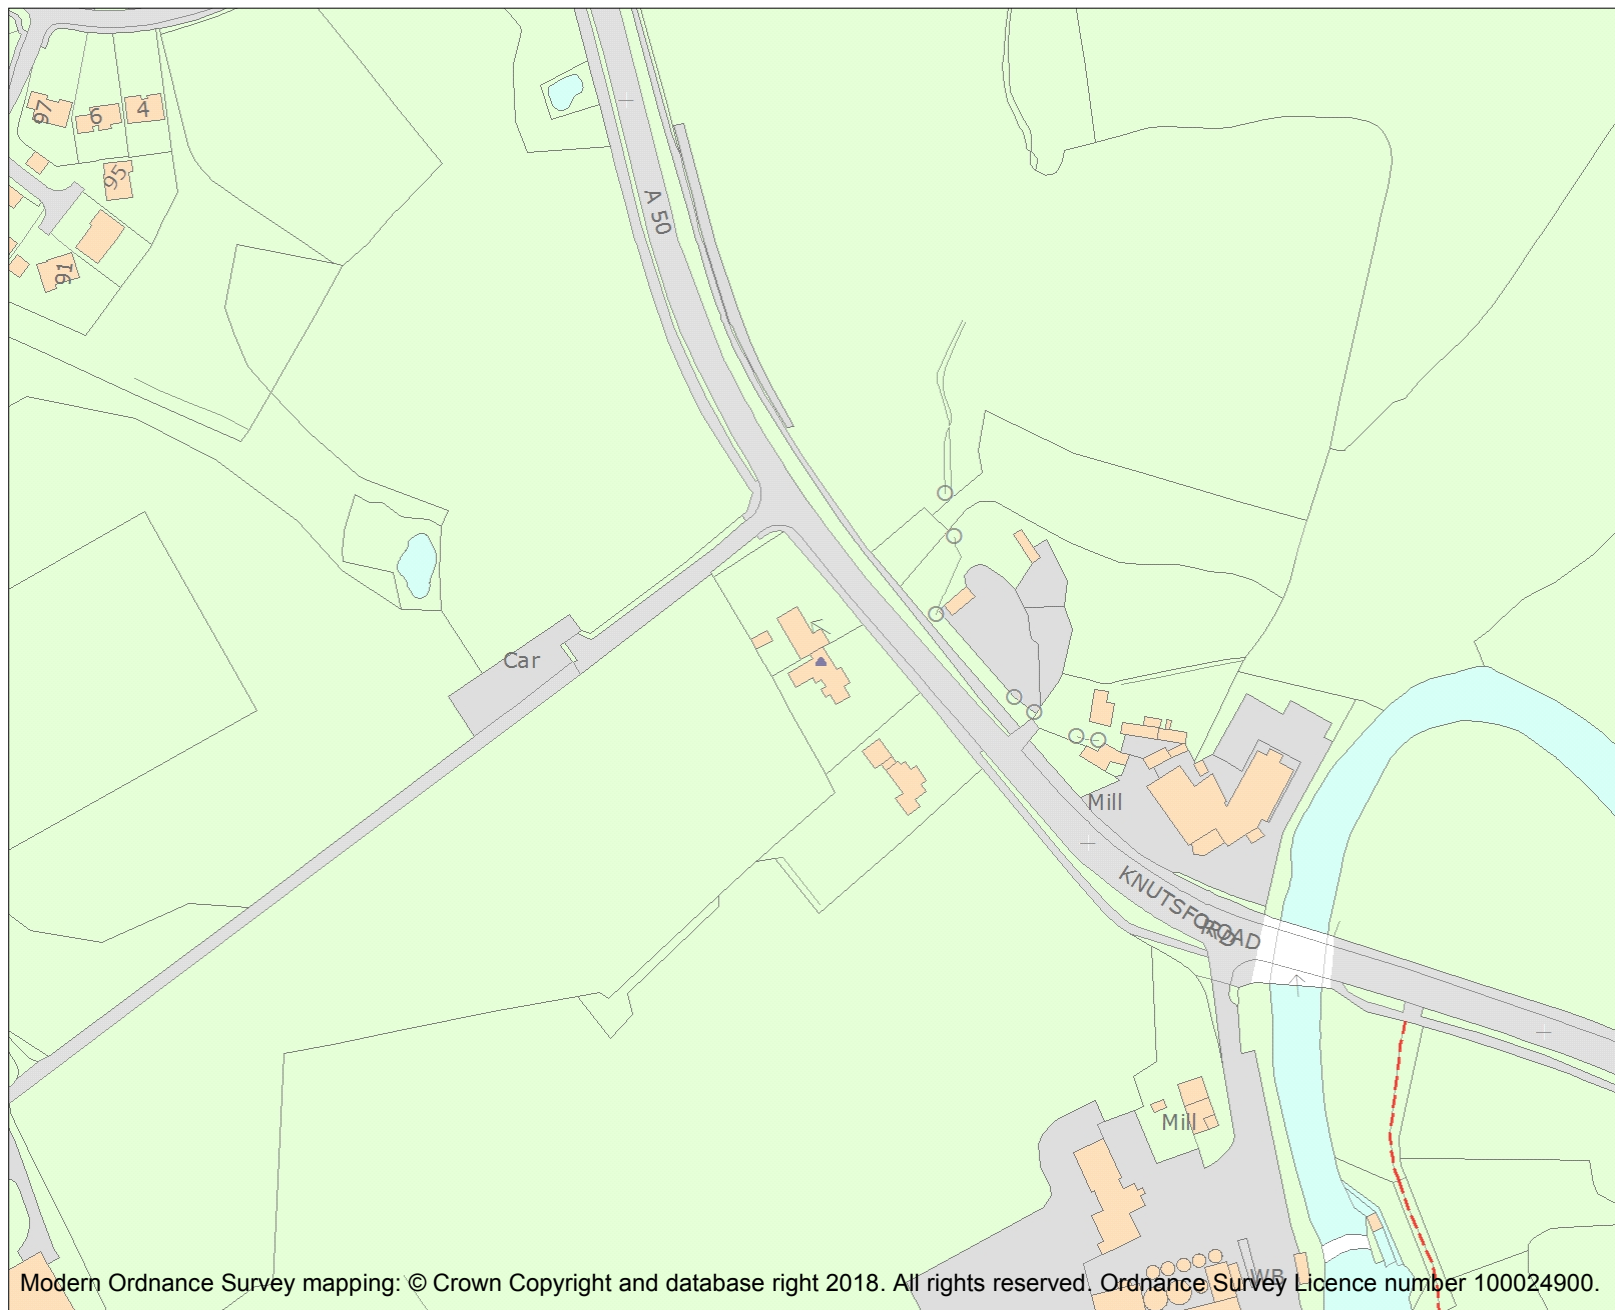 97
6
4
95
91
A 50
Car
Mill
KNUTSFORD
ROAD
Mill
WB
Modern Ordnance Survey mapping: © Crown Copyright and database right 2018. All rights reserved. Ordnance Survey Licence number 100024900.